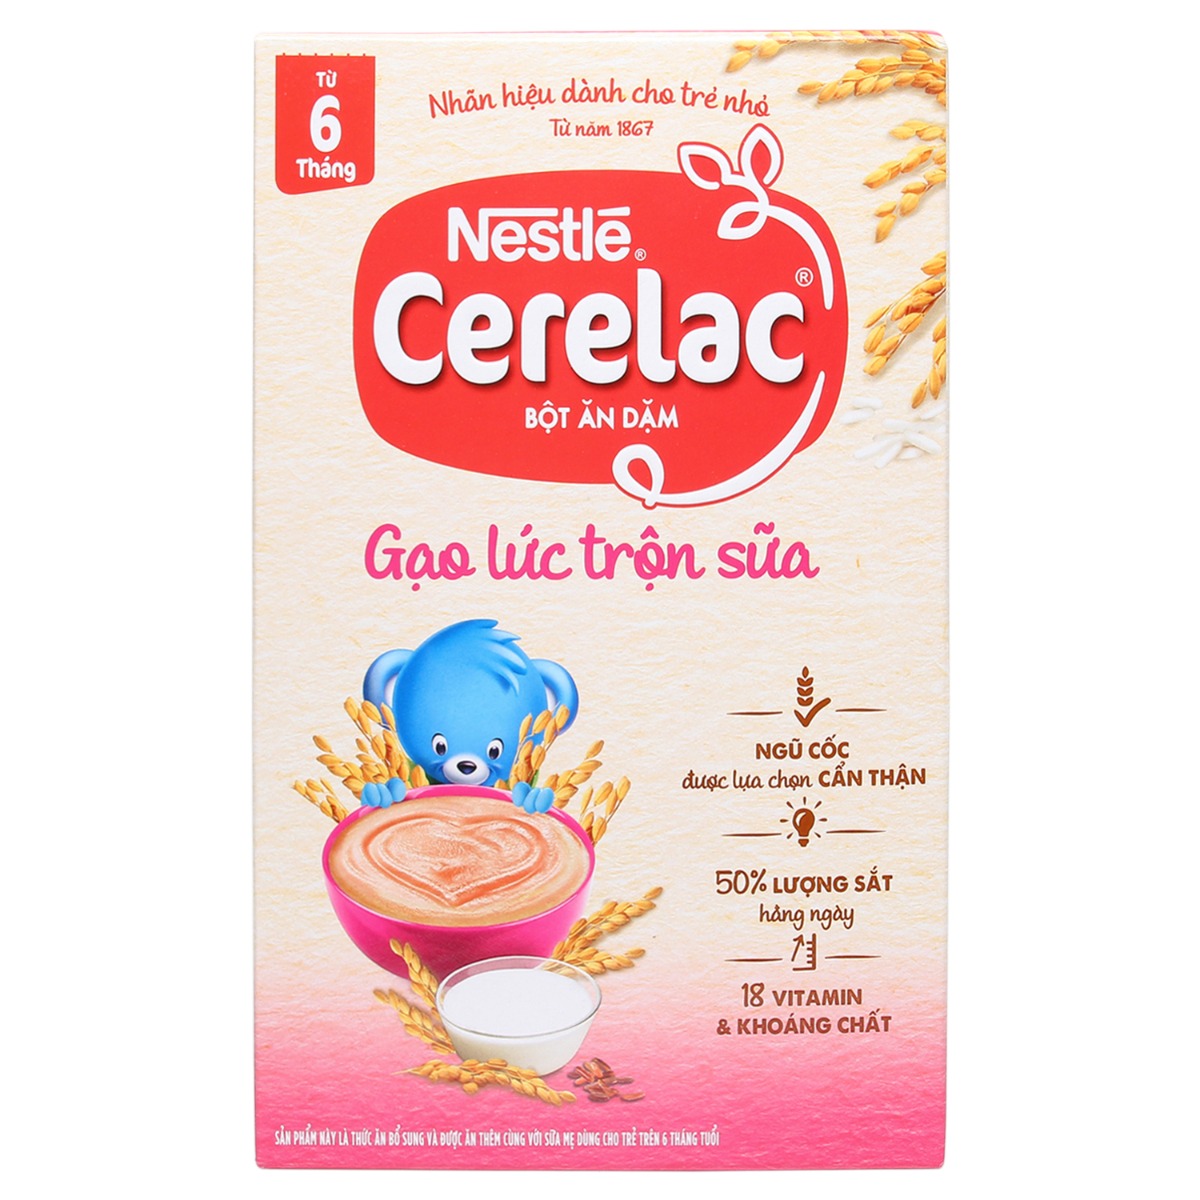 Từ
6
Tháng
Nhãn hiệu dành cho trẻ nhỏ
Từ năm 1867
Nestlé®
Cerelac®
BỘT ĂN DẶM
Gạo lức trộn sữa
NGŨ CỐC
được lựa chọn CẨN THẬN
50% LƯỢNG SẮT
hằng ngày
18 VITAMIN
& KHOÁNG CHẤT
SẢN PHẨM NÀY LÀ THỨC ĂN BỔ SUNG VÀ ĐƯỢC ĂN THÊM CÙNG VỚI SỮA MẸ DÙNG CHO TRẺ TRÊN 6 THÁNG TUỔI